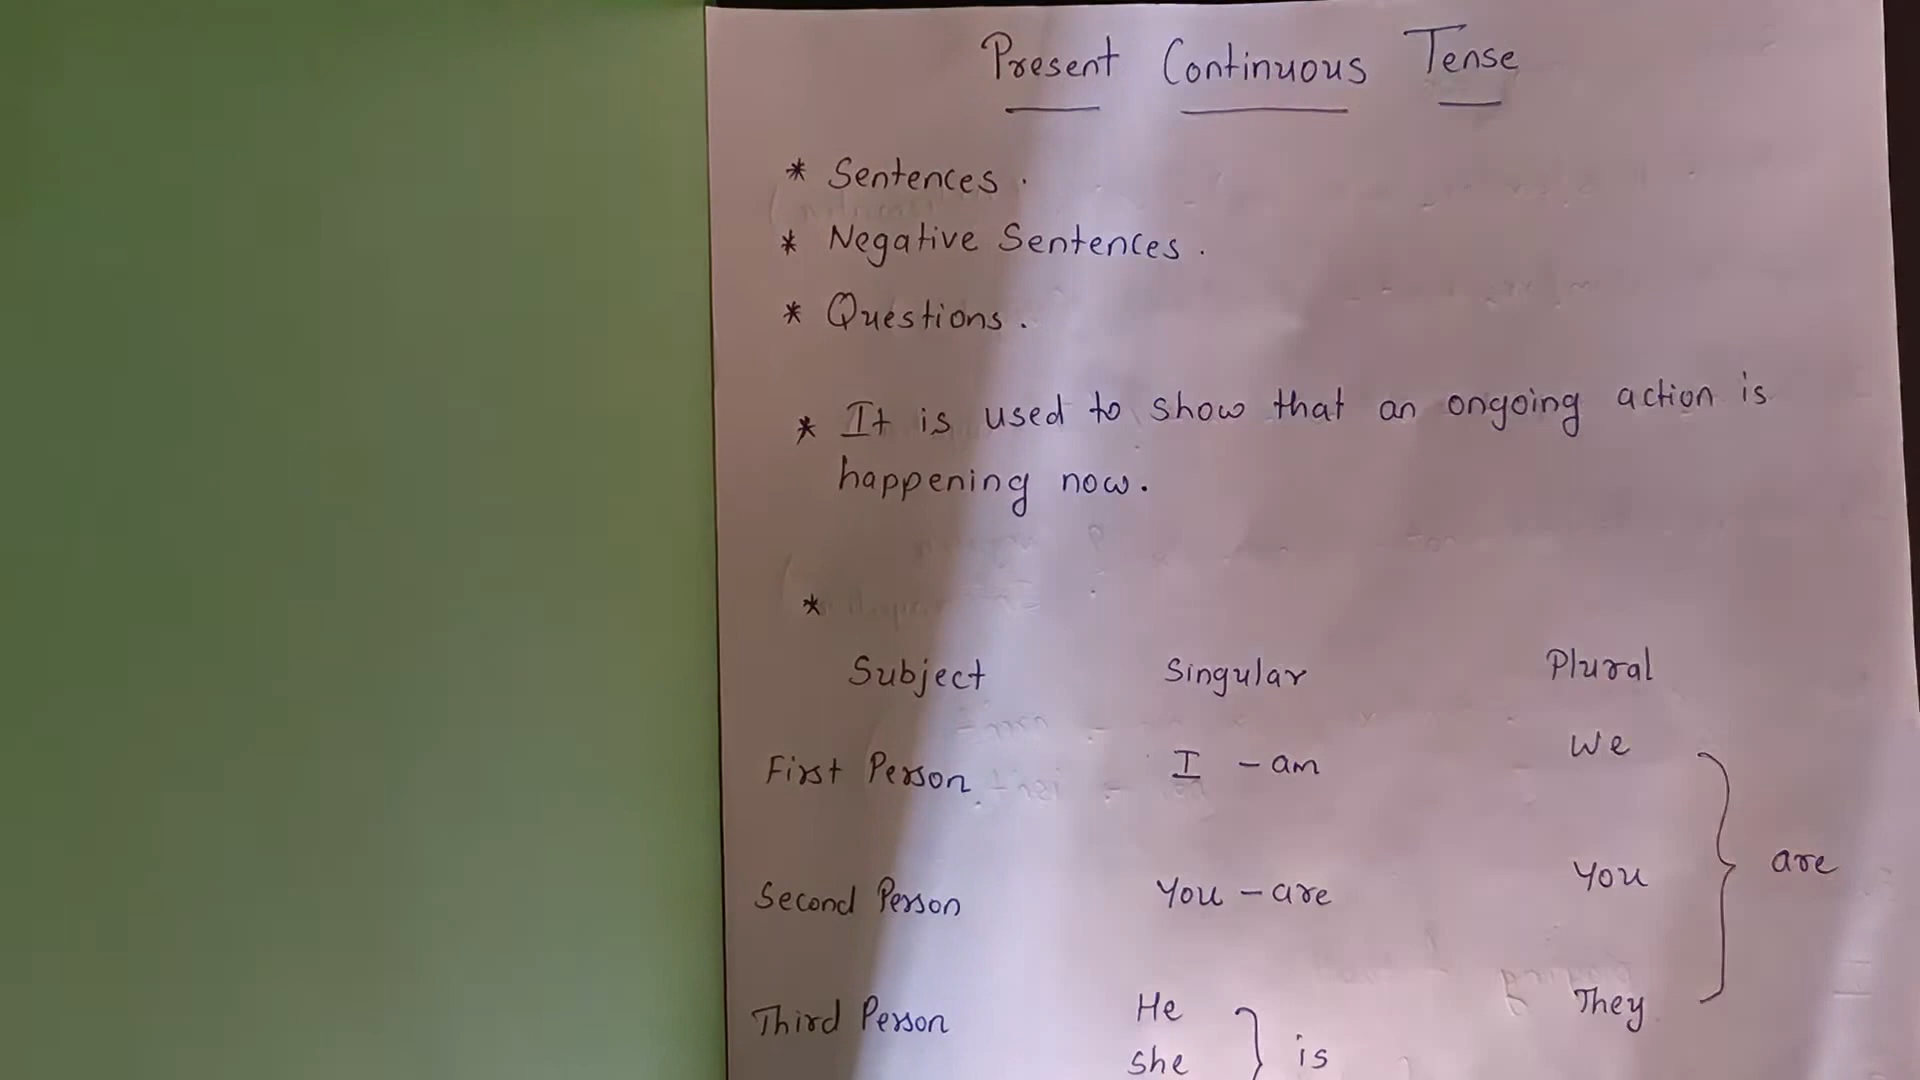 Present Continuous Tense
* Sentences.
* Negative Sentences.
* Questions.
* It is used to show that an ongoing action is
happening now.
*
Subject Singular Plural
First Person I - am We
Second Person You - are You } are
Third Person He They
she } is